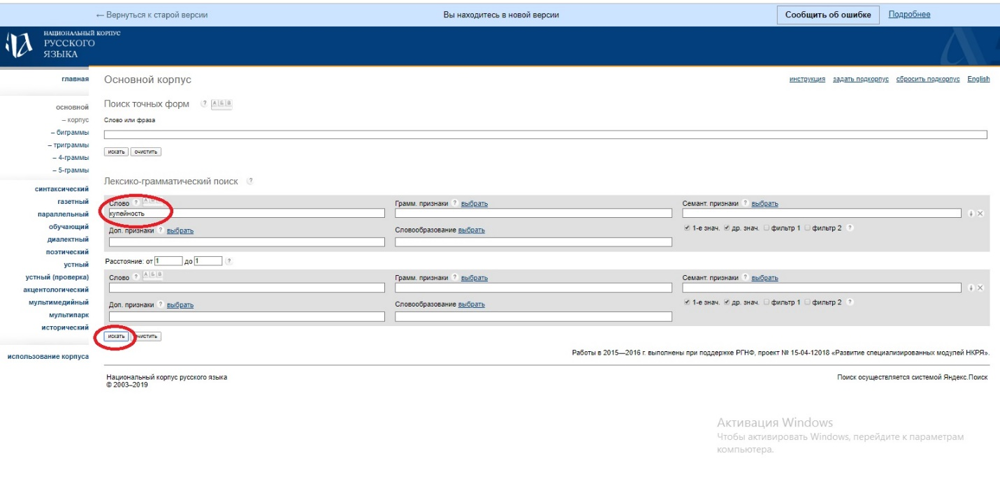 ← Вернуться к старой версии
Вы находитесь в новой версии
Сообщить об ошибке
Подробнее
НАЦИОНАЛЬНЫЙ КОРПУС
РУССКОГО
ЯЗЫКА
главная
основной
– корпус
– биграммы
– триграммы
– 4-граммы
– 5-граммы
синтаксический
газетный
параллельный
обучающий
диалектный
поэтический
устный
устный (проверка)
акцентологический
мультимедийный
мультипарк
исторический
использование корпуса
Основной корпус
инструкция задать подкорпус сбросить подкорпус English
Поиск точных форм ? А Б В
Слово или фраза
искать очистить
Лексико-грамматический поиск ?
Слово ? Грамм. признаки ? выбрать Семант. признаки ? выбрать
купейность
Доп. признаки ? выбрать Словообразование выбрать 1-е знач. др. знач. фильтр 1 фильтр 2 ?
Расстояние: от 1 до 1 ?
Слово ? А Б В Грамм. признаки ? выбрать Семант. признаки ? выбрать
Доп. признаки ? выбрать Словообразование выбрать 1-е знач. др. знач. фильтр 1 фильтр 2 ?
искать очистить
Работы в 2015—2016 г. выполнены при поддержке РГНФ, проект № 15-04-12018 «Развитие специализированных модулей НКРЯ».
Национальный корпус русского языка
© 2003–2019
Поиск осуществляется системой Яндекс.Поиск
Активация Windows
Чтобы активировать Windows, перейдите к параметрам
компьютера.